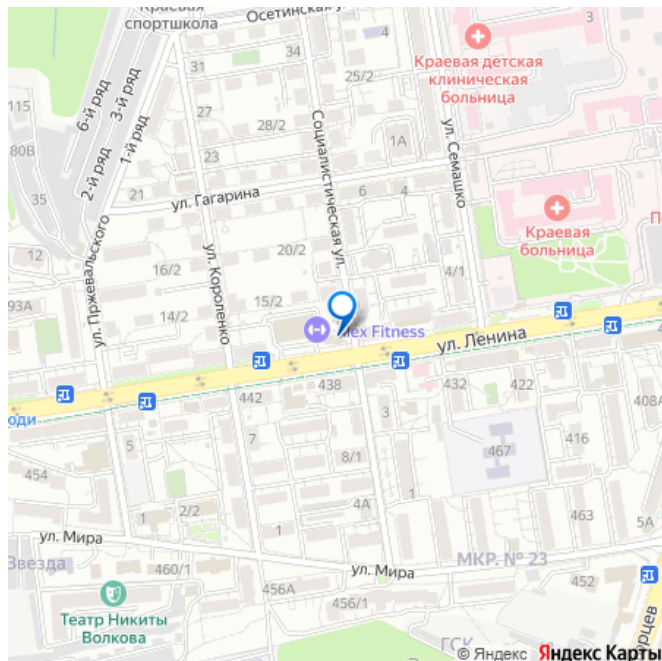 Краевая
спортшкола
Осетинская у
3
34
4
Краевая детская
клиническая
больница
31
25/2
6-й ряд
3-й ряд
115
27
Социалистическая ул.
ул. Семашко
28/2
1А
80В
1-й ряд
23
2-й ряд
35
21
ул. Гагарина
6
4
Краевая
больница
П
12
20/2
ул. Пржевальского
ул. Короленко
16/2
4/1
93А
15/2
14/2
lex Fitness
ул. Ленина
438
432
422
442
408А
оди
3
5
7
416
467
454
8/1
4А
463
2/2
1
1
5А
ул. Мира
МКР. № 23
Звезда
ул. Мира
460/1
456А
452
Театр Никиты
Волкова
456/1
ГСК
рцев
© Яндекс Яндекс Карты